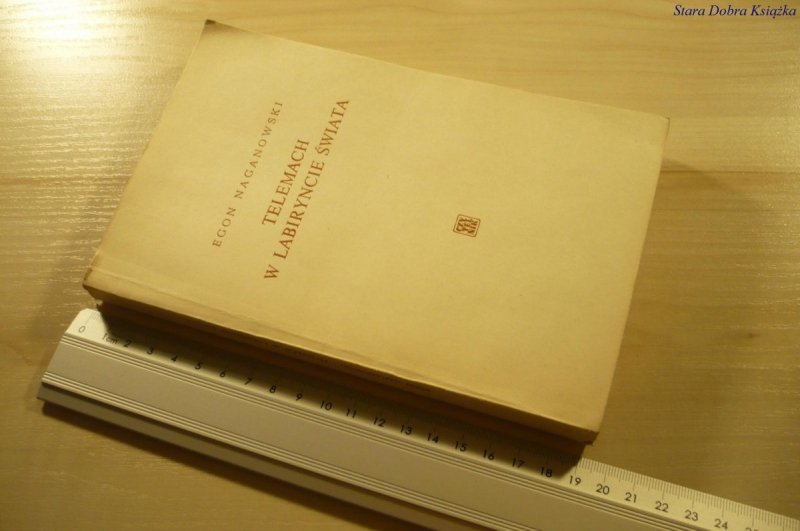 Stara Dobra Książka
EGON NAGANOWSKI
TELEMACH
W LABIRYNCIE ŚWIATA
0 1cm 2 3 4 5 6 7 8 9 10 11 12 13 14 15 16 17 18 19 20 21 22 23 24